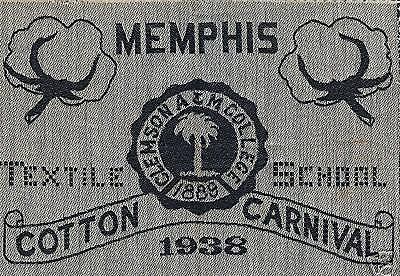 MEMPHIS
CLEMSON A & M COLLEGE
1889
TEXTILE SCHOOL
COTTON CARNIVAL
1938